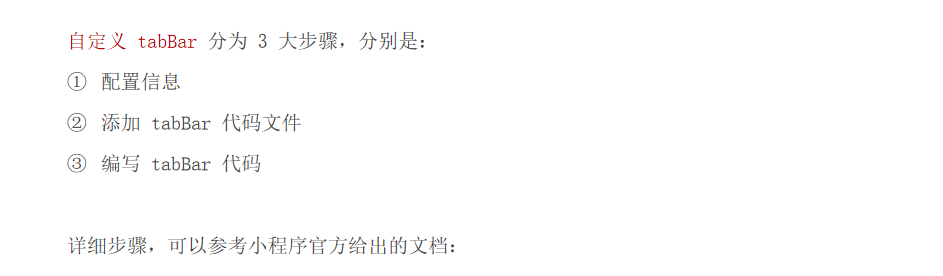 自定义 tabBar 分为 3 大步骤，分别是：
① 配置信息
② 添加 tabBar 代码文件
③ 编写 tabBar 代码
详细步骤，可以参考小程序官方给出的文档：